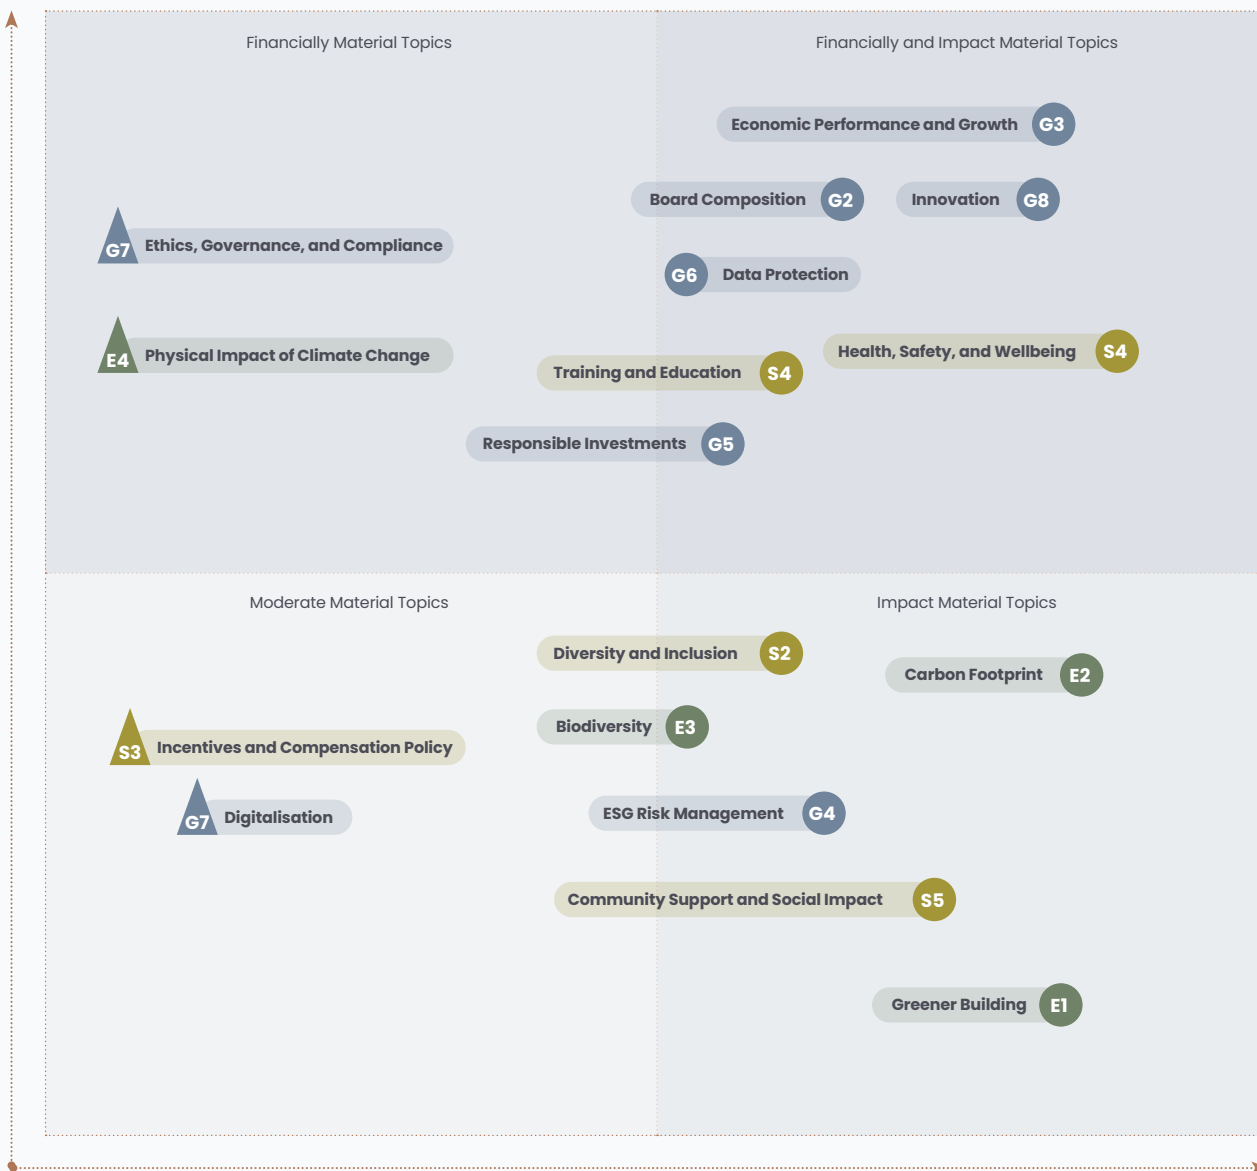 Financially Material Topics
Financially and Impact Material Topics
Economic Performance and Growth G3
Board Composition G2
Innovation G8
G7 Ethics, Governance, and Compliance
G6 Data Protection
E4 Physical Impact of Climate Change
Health, Safety, and Wellbeing S4
Training and Education S4
Responsible Investments G5
Moderate Material Topics
Impact Material Topics
Diversity and Inclusion S2
Carbon Footprint E2
Biodiversity E3
S3 Incentives and Compensation Policy
G7 Digitalisation
ESG Risk Management G4
Community Support and Social Impact S5
Greener Building E1